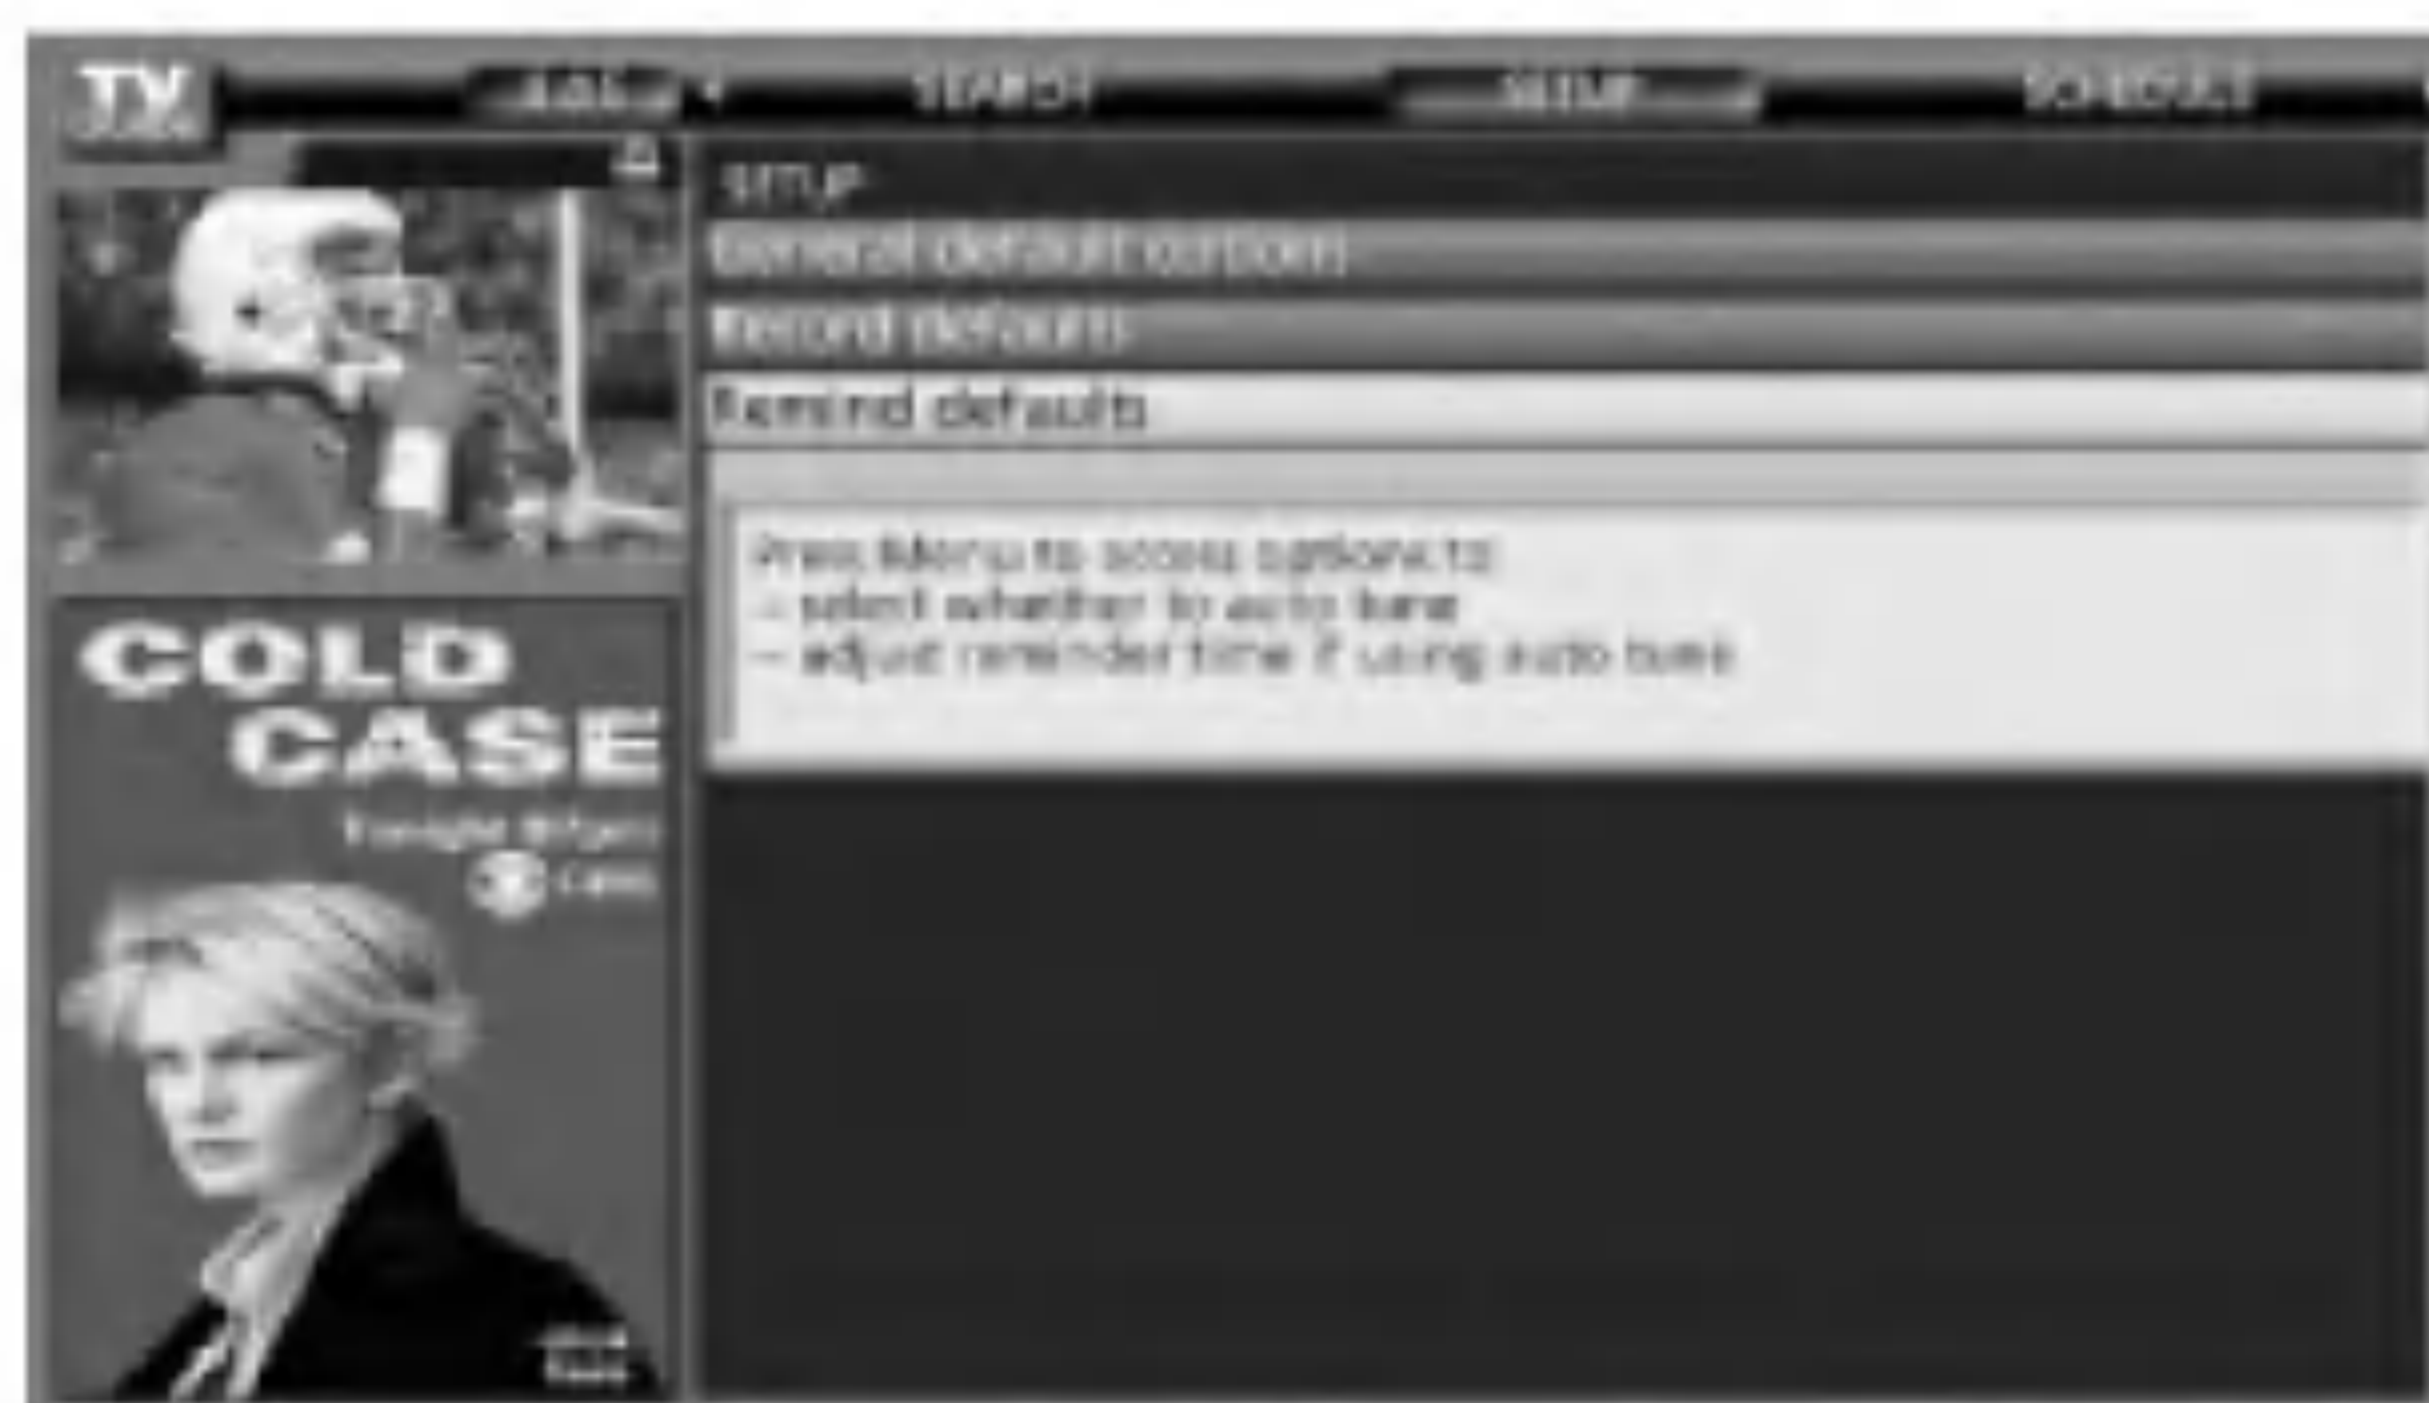 TV
SEARCH
SETUP
SCHEDULE
SETUP
General default options
Record defaults
Remind defaults
Press Menu to access options to:
- select whether to auto tune
- adjust reminder time if using auto tune
COLD
CASE
Tonight